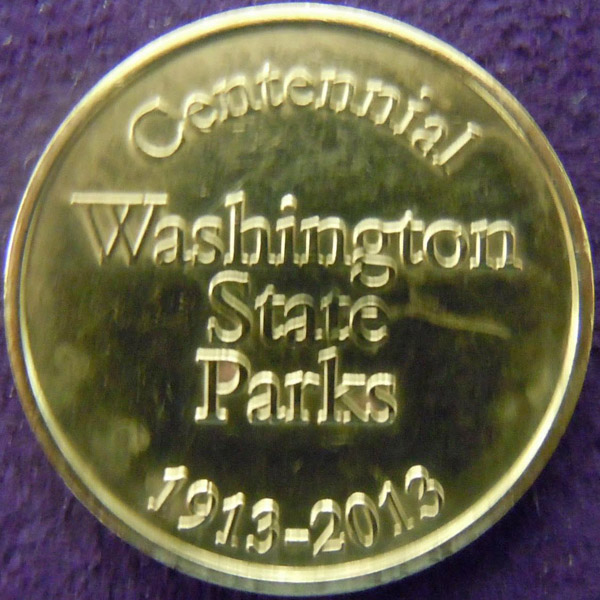 Centennial
Washington
State
Parks
1913-2013